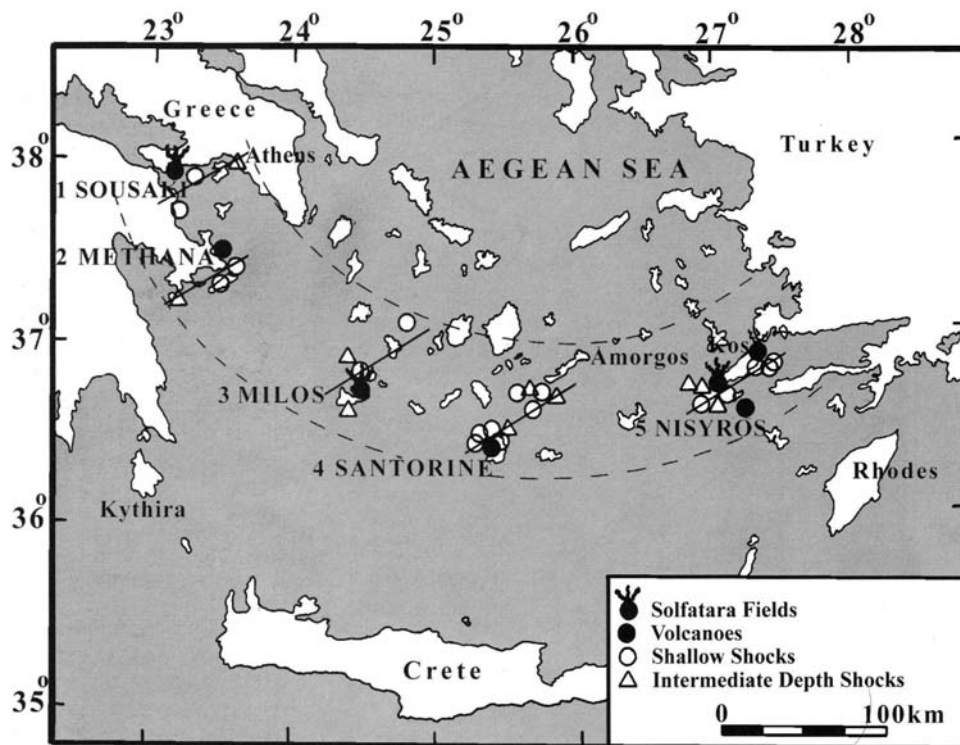 23° 24° 25° 26° 27° 28°
Greece
38°
Athens
AEGEAN SEA
Turkey
1 SOUSAKI
2 METHANA
37°
Amorgos
Kos
3 MILOS
5 NISYROS
4 SANTORINE
Rhodes
Kythira
36°
Solfatara Fields
Volcanoes
Shallow Shocks
Crete
Intermediate Depth Shocks
35°
0 100km